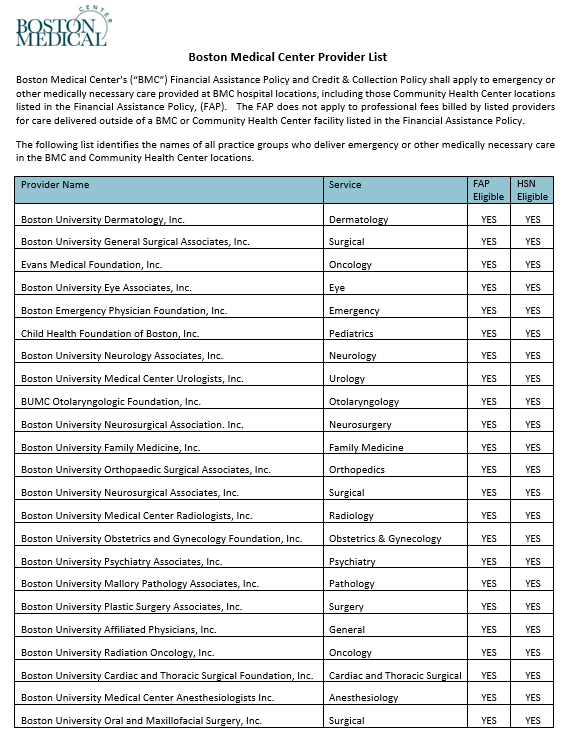 CENTER
BOSTON
MEDICAL
Boston Medical Center Provider List
Boston Medical Center's ("BMC") Financial Assistance Policy and Credit & Collection Policy shall apply to emergency or
other medically necessary care provided at BMC hospital locations, including those Community Health Center locations
listed in the Financial Assistance Policy, (FAP). The FAP does not apply to professional fees billed by listed providers
for care delivered outside of a BMC or Community Health Center facility listed in the Financial Assistance Policy.
The following list identifies the names of all practice groups who deliver emergency or other medically necessary care
in the BMC and Community Health Center locations.
Provider Name Service FAP Eligible HSN Eligible
Boston University Dermatology, Inc. Dermatology YES YES
Boston University General Surgical Associates, Inc. Surgical YES YES
Evans Medical Foundation, Inc. Oncology YES YES
Boston University Eye Associates, Inc. Eye YES YES
Boston Emergency Physician Foundation, Inc. Emergency YES YES
Child Health Foundation of Boston, Inc. Pediatrics YES YES
Boston University Neurology Associates, Inc. Neurology YES YES
Boston University Medical Center Urologists, Inc. Urology YES YES
BUMC Otolaryngologic Foundation, Inc. Otolaryngology YES YES
Boston University Neurosurgical Association. Inc. Neurosurgery YES YES
Boston University Family Medicine, Inc. Family Medicine YES YES
Boston University Orthopaedic Surgical Associates, Inc. Orthopedics YES YES
Boston University Neurosurgical Associates, Inc. Surgical YES YES
Boston University Medical Center Radiologists, Inc. Radiology YES YES
Boston University Obstetrics and Gynecology Foundation, Inc. Obstetrics & Gynecology YES YES
Boston University Psychiatry Associates, Inc. Psychiatry YES YES
Boston University Mallory Pathology Associates, Inc. Pathology YES YES
Boston University Plastic Surgery Associates, Inc. Surgery YES YES
Boston University Affiliated Physicians, Inc. General YES YES
Boston University Radiation Oncology, Inc. Oncology YES YES
Boston University Cardiac and Thoracic Surgical Foundation, Inc. Cardiac and Thoracic Surgical YES YES
Boston University Medical Center Anesthesiologists Inc. Anesthesiology YES YES
Boston University Oral and Maxillofacial Surgery, Inc. Surgical YES YES